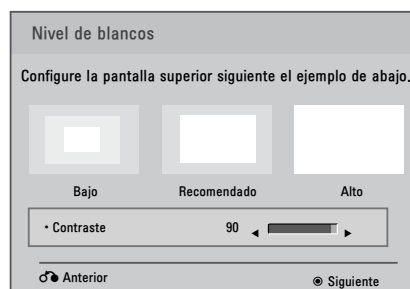 Nivel de blancos
Configure la pantalla superior siguiente el ejemplo de abajo.
Bajo Recomendado Alto
• Contraste 90 ◄ ►
Anterior ◉ Siguiente